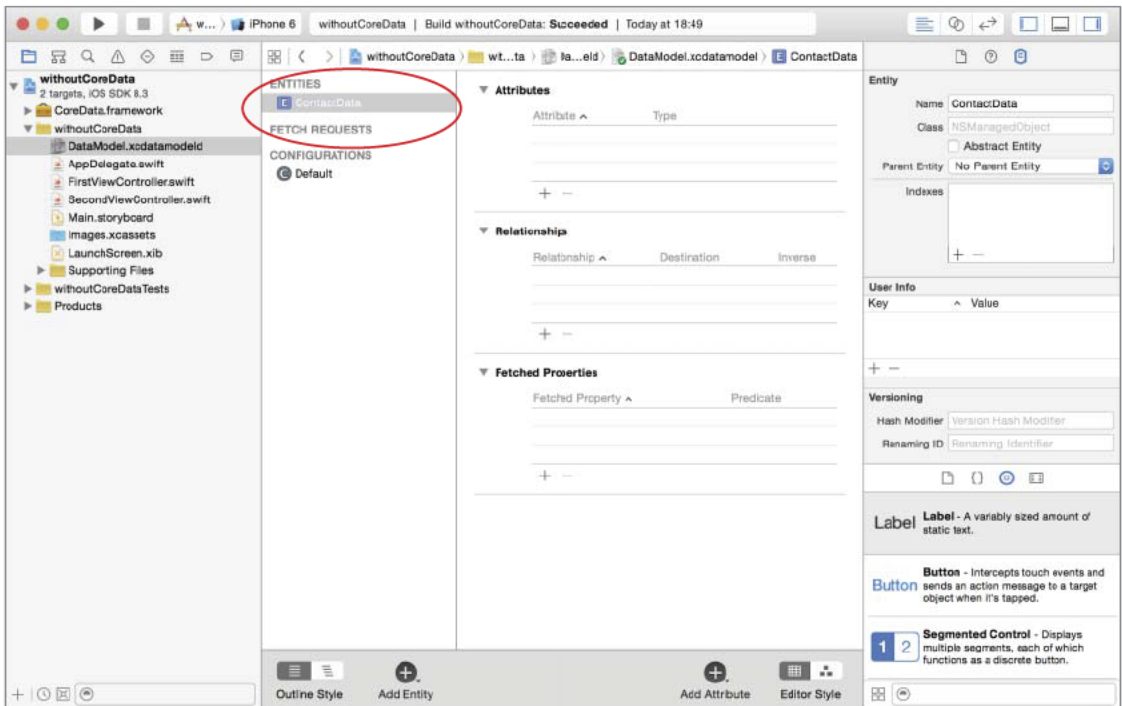 w... iPhone 6 withoutCoreData | Build withoutCoreData: Succeeded | Today at 18:49
withoutCoreData wt...ta la...eld DataModel.xcdatamodel E ContactData
withoutCoreData
2 targets, iOS SDK 8.3
CoreData.framework
withoutCoreData
DataModel.xcdatamodeld
AppDelegate.swift
FirstViewController.swift
SecondViewController.swift
Main.storyboard
Images.xcassets
LaunchScreen.xib
Supporting Files
withoutCoreDataTests
Products
ENTITIES
E ContactData
FETCH REQUESTS
CONFIGURATIONS
C Default
Attributes
Attribute Type
+ −
Relationship
Relationship Destination Inverse
+ −
Fetched Properties
Fetched Property Predicate
+ −
Entity
Name ContactData
Class NSManagedObject
Abstract Entity
Parent Entity No Parent Entity
Indexes
+ −
User Info
Key Value
+ −
Versioning
Hash Modifier Version Hash Modifier
Renaming ID Renaming Identifier
{}
Label Label - A variably sized amount of
static text.
Button Button - Intercepts touch events and
sends an action message to a target
object when it's tapped.
1 2 Segmented Control - Displays
multiple segments, each of which
functions as a discrete button.
Outline Style Add Entity Add Attribute Editor Style